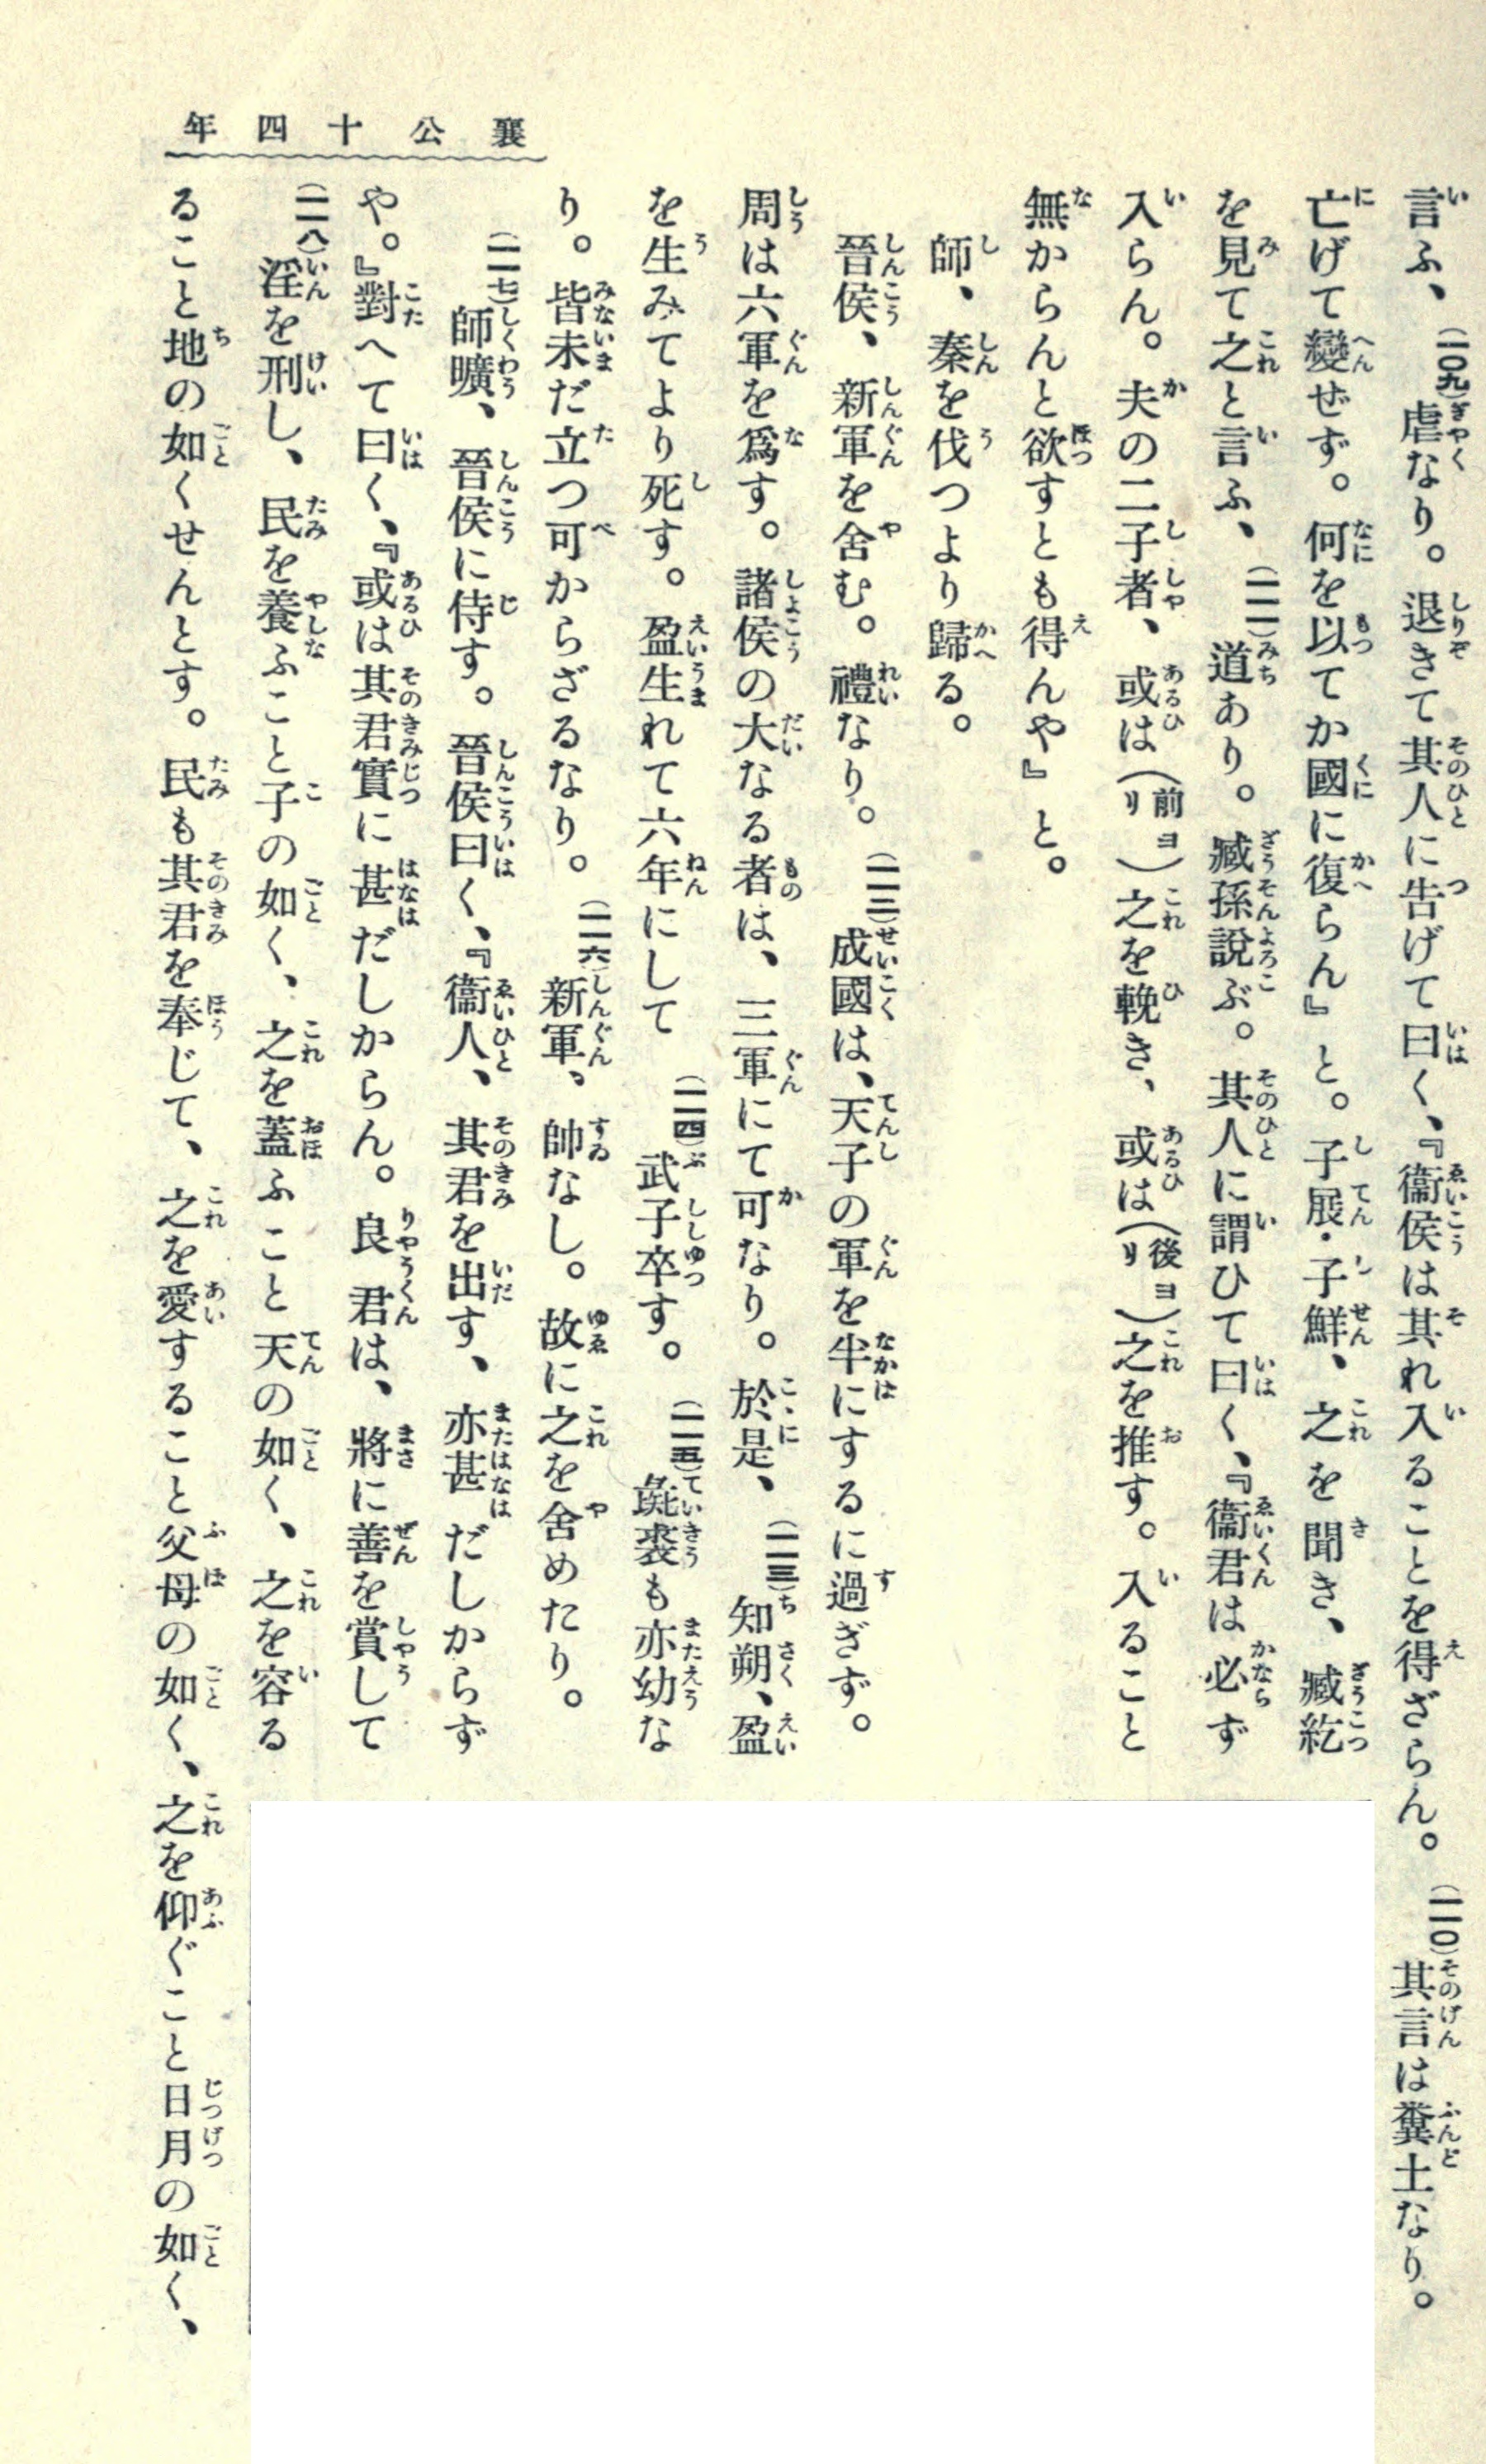 襄公十四年
言ふ、（一〇九）虐なり。退きて其人に告げて曰く、『衞侯は其れ入ることを得ざらん。（一一〇）其言は糞土なり。
亡げて變ぜず。何を以てか國に復らん』と。子展・子鮮、之を聞き、臧紇
を見て之と言ふ、（一一一）道あり。臧孫說ぶ。其人に謂ひて曰く、『衞君は必ず
入らん。夫の二子者、或は（前ヨリ）之を輓き、或は（後ヨリ）之を推す。入ること
無からんと欲すとも得んや』と。
師、秦を伐つより歸る。
晉侯、新軍を舍む。禮なり。（一一二）成國は、天子の軍を半にするに過ぎず。
周は六軍を爲す。諸侯の大なる者は、三軍にて可なり。於是、（一一三）知朔、盈
を生みてより死す。盈生れて六年にして（一一四）武子卒す。（一一五）彘裘も亦幼な
り。皆未だ立つ可からざるなり。（一一六）新軍、帥なし。故に之を舍めたり。
（一一七）師曠、晉侯に侍す。晉侯曰く、『衞人、其君を出す、亦甚だしからず
や。』對へて曰く、『或は其君實に甚だしからん。良君は、將に善を賞して
（一一八）淫を刑し、民を養ふこと子の如く、之を蓋ふこと天の如く、之を容る
ること地の如くせんとす。民も其君を奉じて、之を愛すること父母の如く、之を仰ぐこと日月の如く、